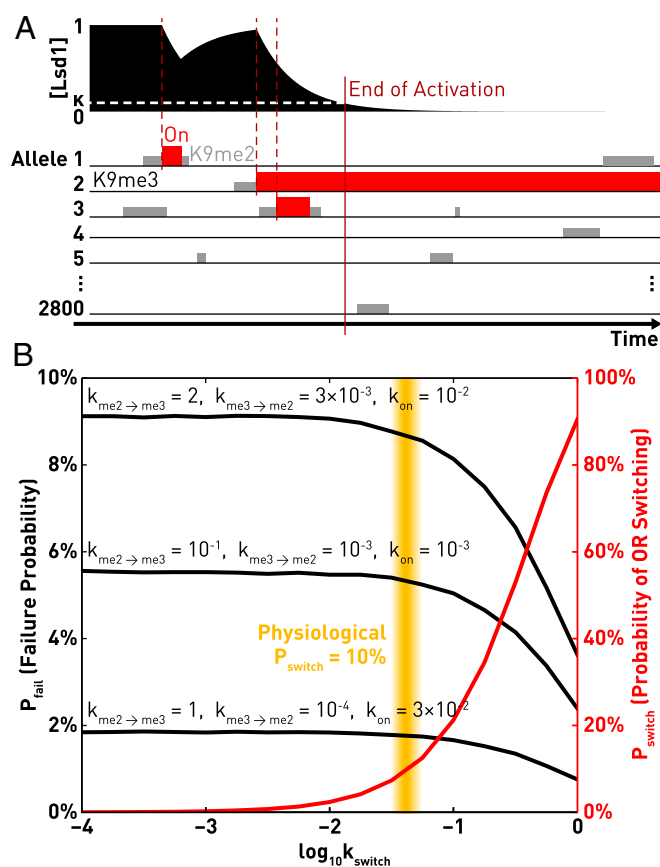 A
[Lsd1]
1
K
0
End of Activation
On
K9me2
Allele 1
K9me3
2
3
4
5
⋮ ⋮
2800
Time
B
P_fail (Failure Probability)
10%
8%
6%
4%
2%
0%
k_me2→me3 = 2, k_me3→me2 = 3×10^-3, k_on = 10^-2
k_me2→me3 = 10^-1, k_me3→me2 = 10^-3, k_on = 10^-3
Physiological
P_switch = 10%
k_me2→me3 = 1, k_me3→me2 = 10^-4, k_on = 3×10^-2
100%
80%
60%
40%
20%
0%
P_switch (Probability of OR Switching)
−4 −3 −2 −1 0
log10 k_switch